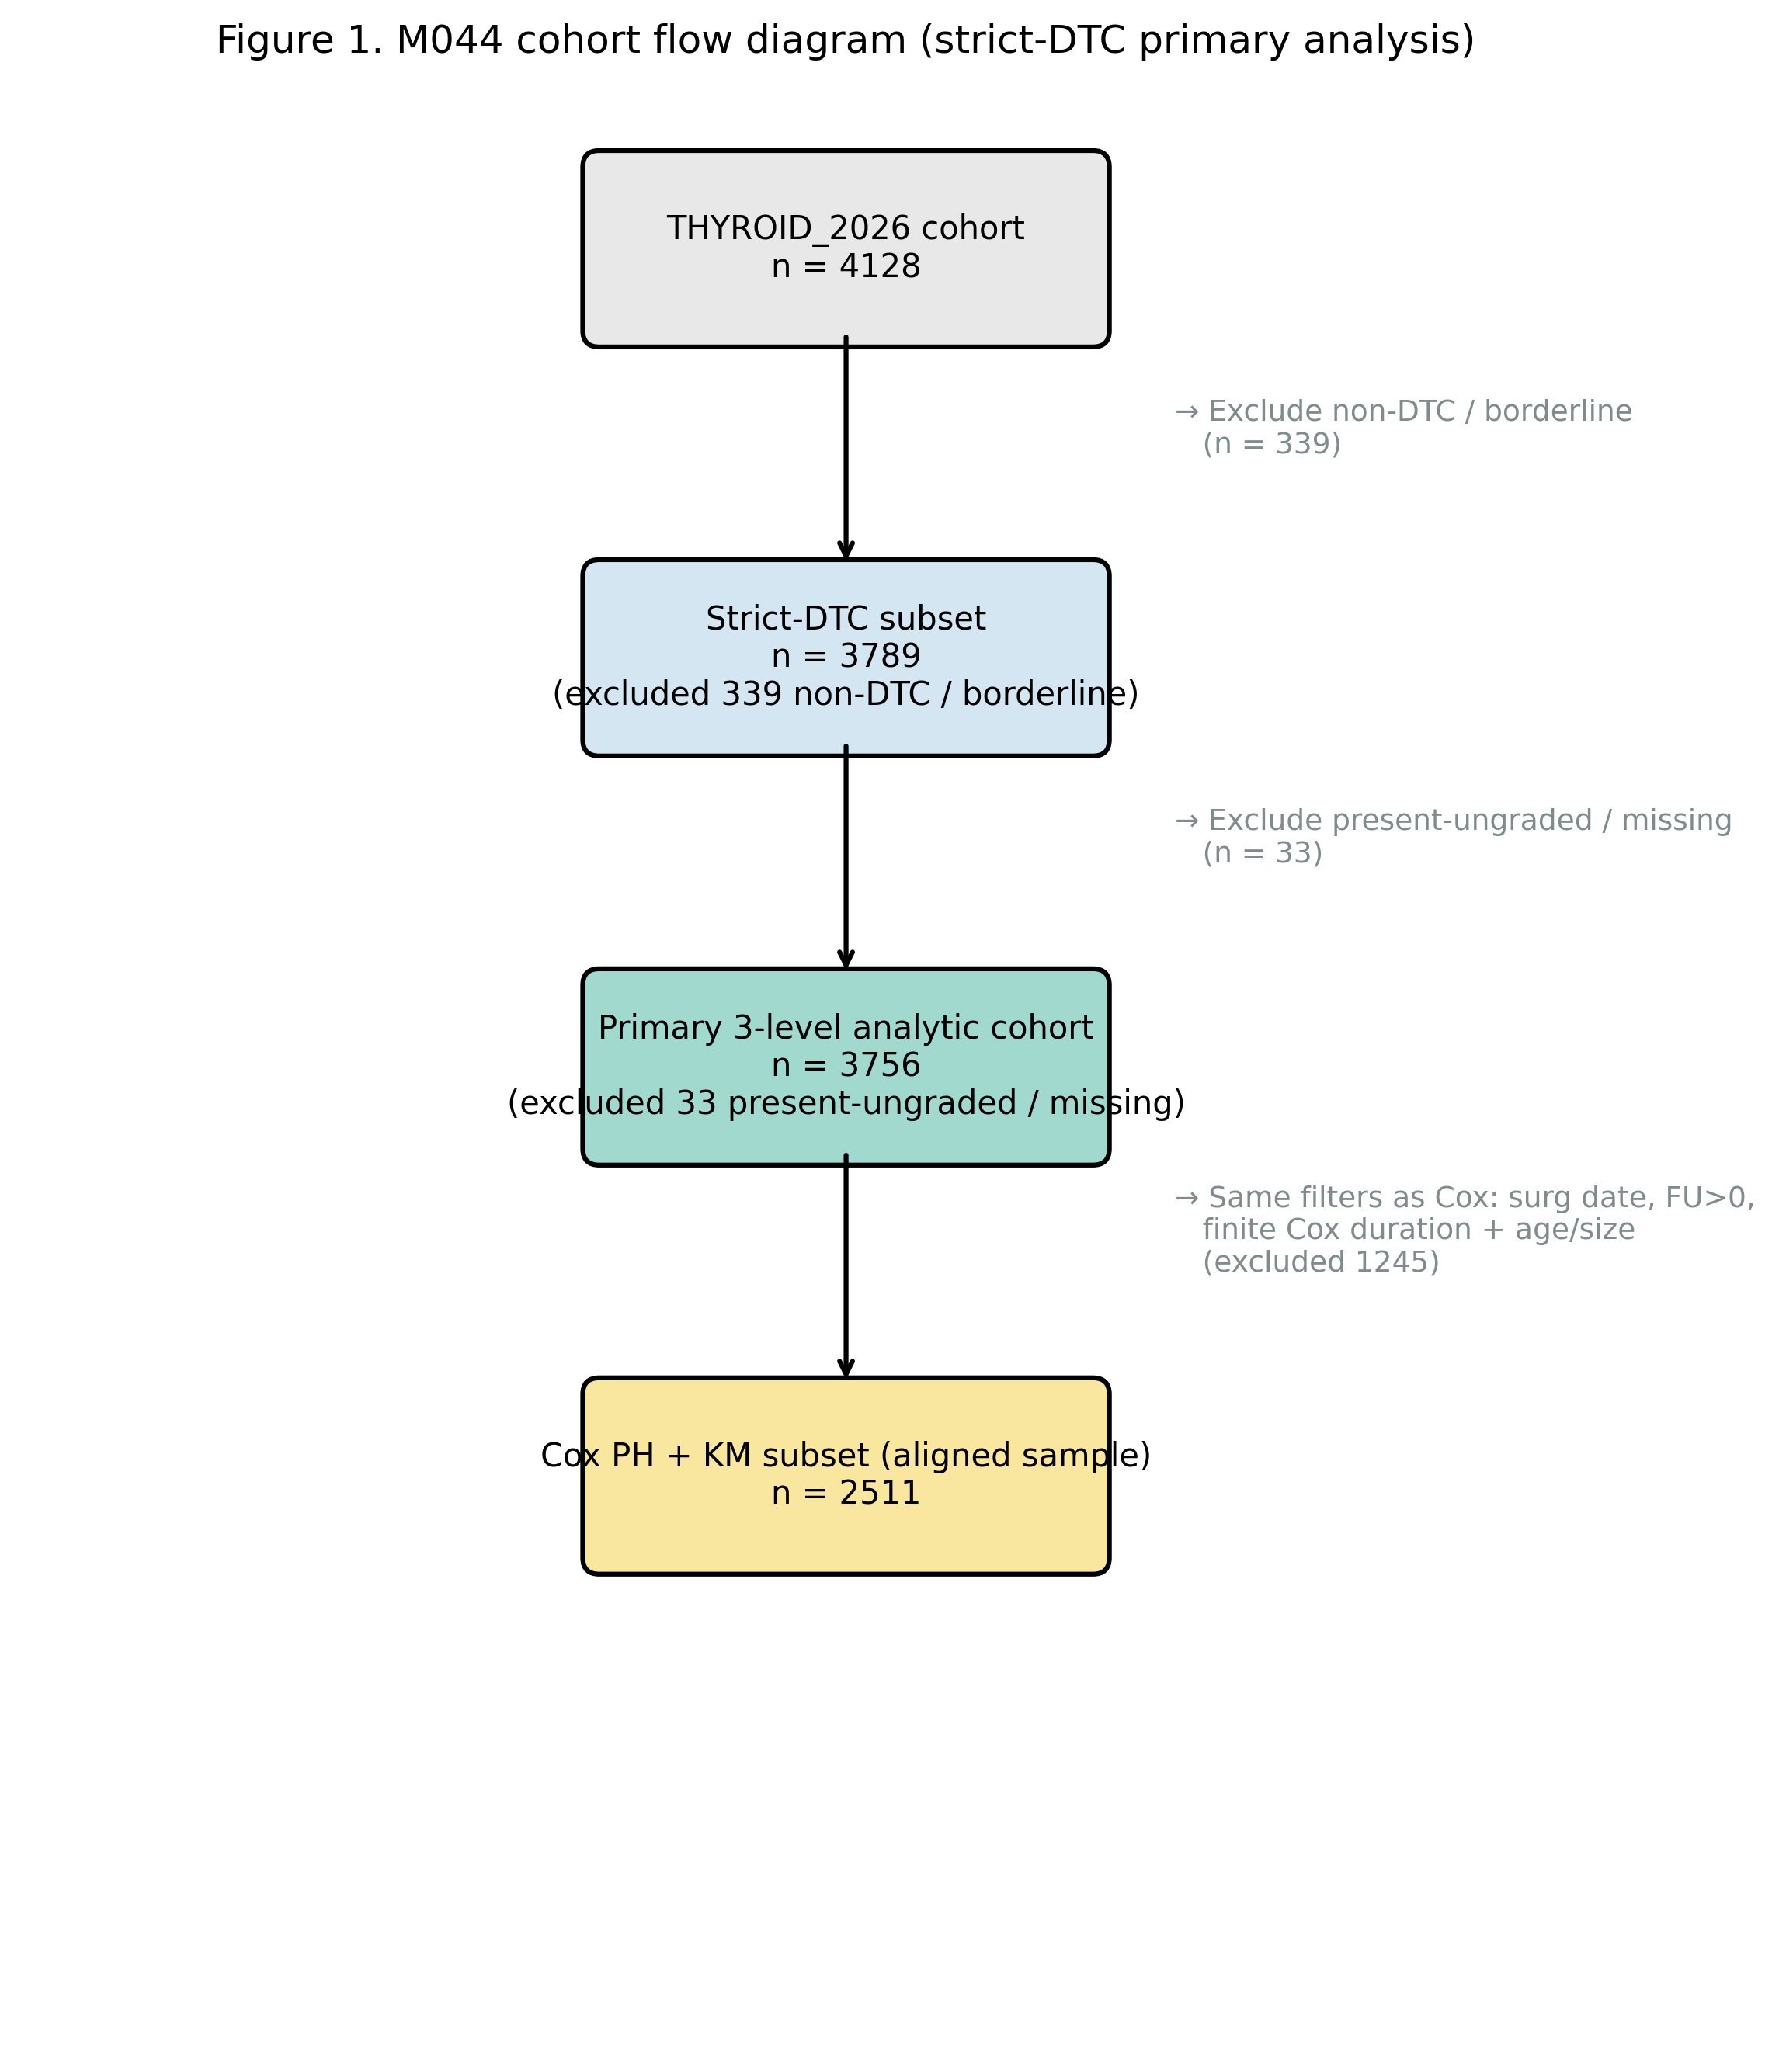 Figure 1. M044 cohort flow diagram (strict-DTC primary analysis)
THYROID_2026 cohort
n = 4128
→ Exclude non-DTC / borderline
(n = 339)
Strict-DTC subset
n = 3789
(excluded 339 non-DTC / borderline)
→ Exclude present-ungraded / missing
(n = 33)
Primary 3-level analytic cohort
n = 3756
(excluded 33 present-ungraded / missing)
→ Same filters as Cox: surg date, FU>0,
finite Cox duration + age/size
(excluded 1245)
Cox PH + KM subset (aligned sample)
n = 2511